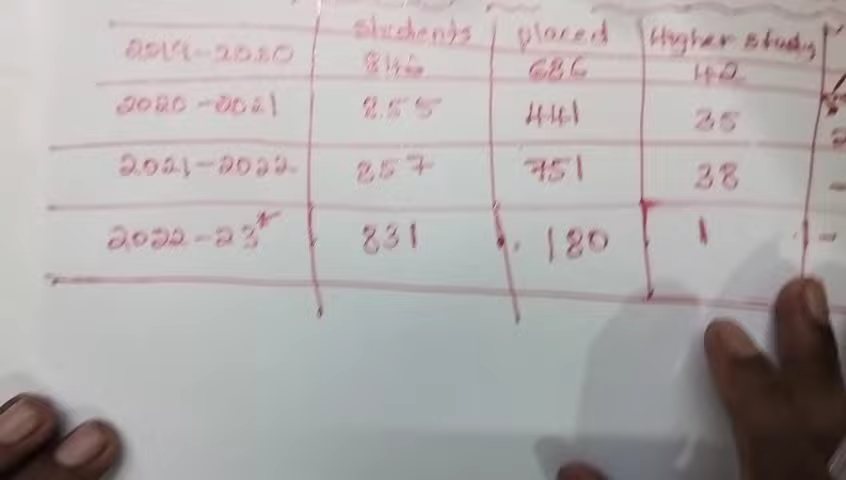 students placed Higher study
2019-2020 846 686 42
2020-2021 855 441 35
2021-2022 857 751 38
2022-23* 831 180 1